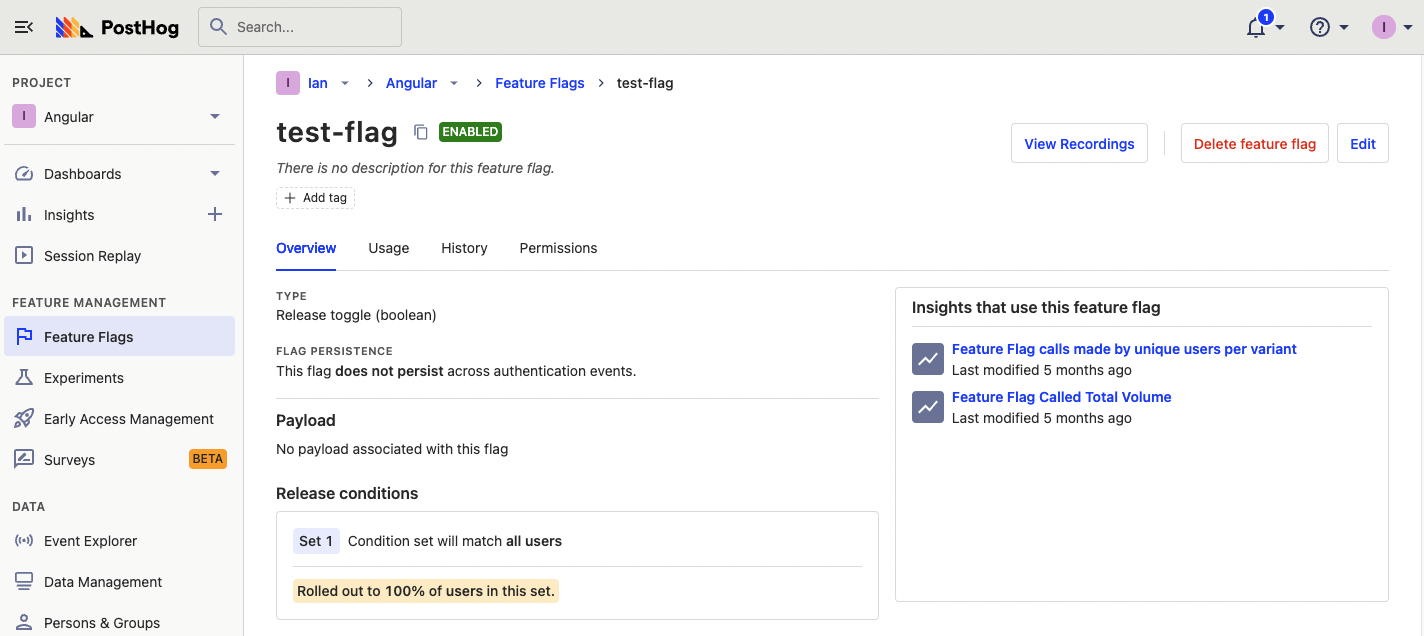 PostHog
Search...
1
I
PROJECT
I Angular
Dashboards
Insights
Session Replay
FEATURE MANAGEMENT
Feature Flags
Experiments
Early Access Management
Surveys BETA
DATA
Event Explorer
Data Management
Persons & Groups
I Ian > Angular > Feature Flags > test-flag
test-flag ENABLED
There is no description for this feature flag.
+ Add tag
View Recordings
Delete feature flag
Edit
Overview Usage History Permissions
TYPE
Release toggle (boolean)
FLAG PERSISTENCE
This flag does not persist across authentication events.
Payload
No payload associated with this flag
Release conditions
Set 1 Condition set will match all users
Rolled out to 100% of users in this set.
Insights that use this feature flag
Feature Flag calls made by unique users per variant
Last modified 5 months ago
Feature Flag Called Total Volume
Last modified 5 months ago